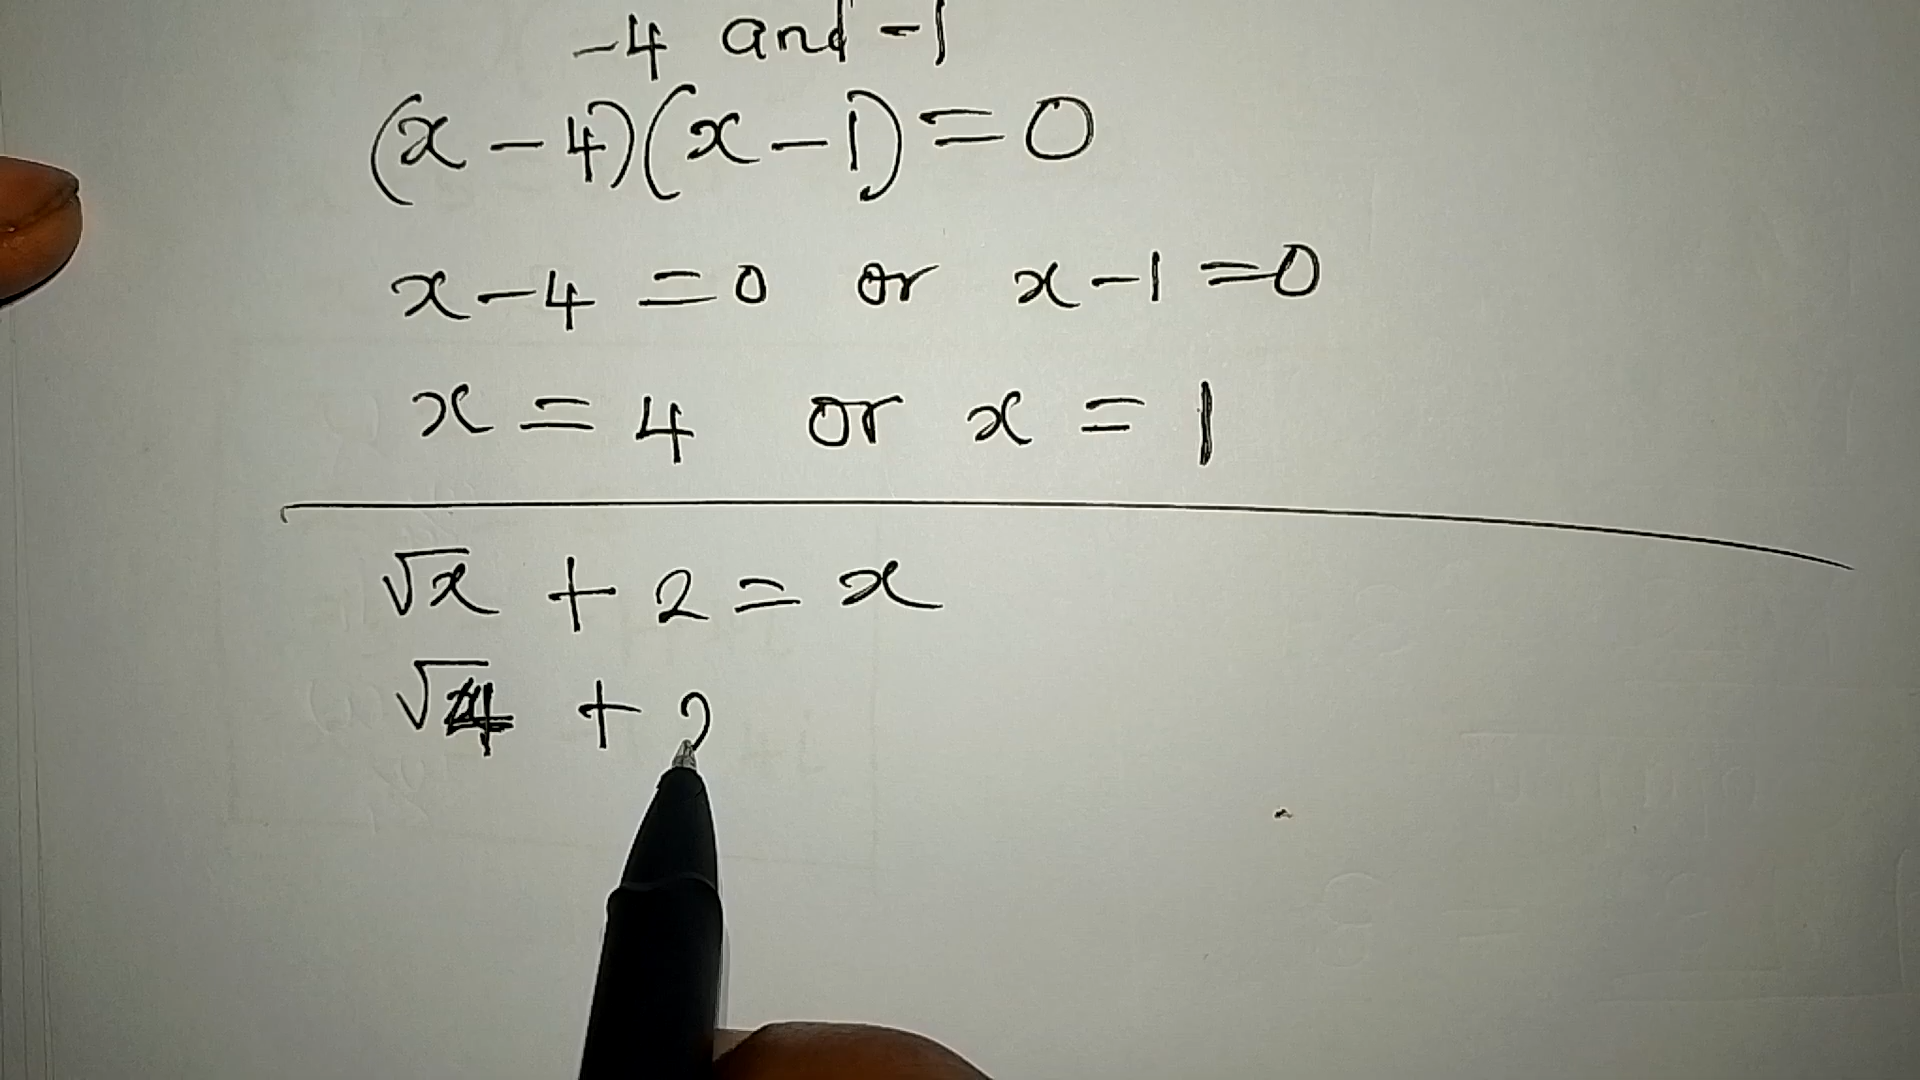 -4 and -1
(x-4)(x-1)=0
x-4=0 or x-1=0
x=4 or x=1
√x + 2 = x
√4 + 2